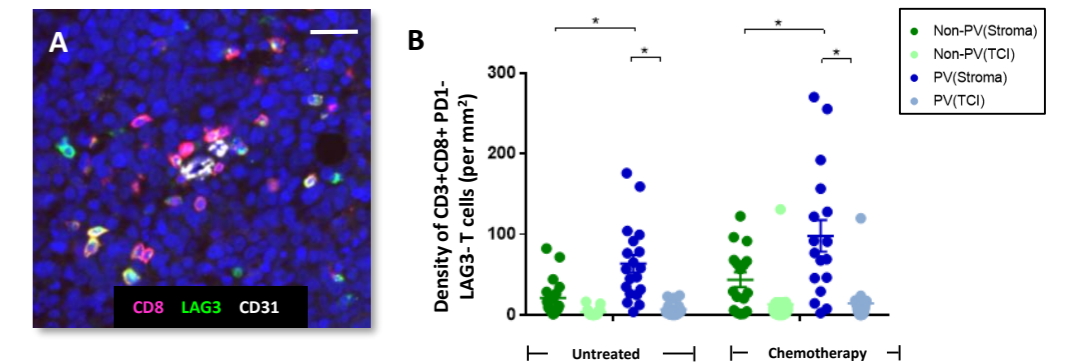 A
CD8 LAG3 CD31
B
Density of CD3+CD8+ PD1-
LAG3- T cells (per mm²)
300
200
100
0
*
*
*
*
Untreated
Chemotherapy
Non-PV(Stroma)
Non-PV(TCI)
PV(Stroma)
PV(TCI)